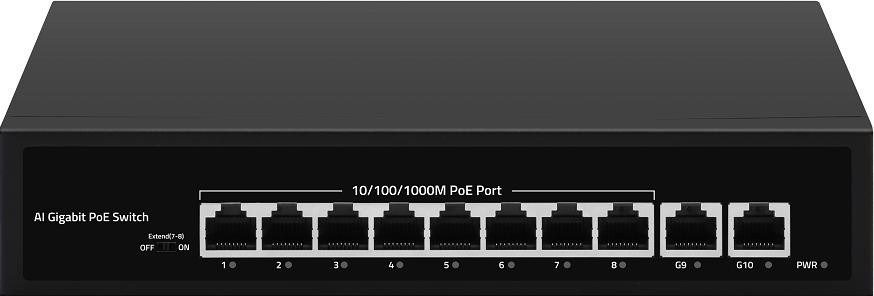 10/100/1000M PoE Port
AI Gigabit PoE Switch
Extend(7-8)
OFF ON
1 2 3 4 5 6 7 8 G9 G10 PWR